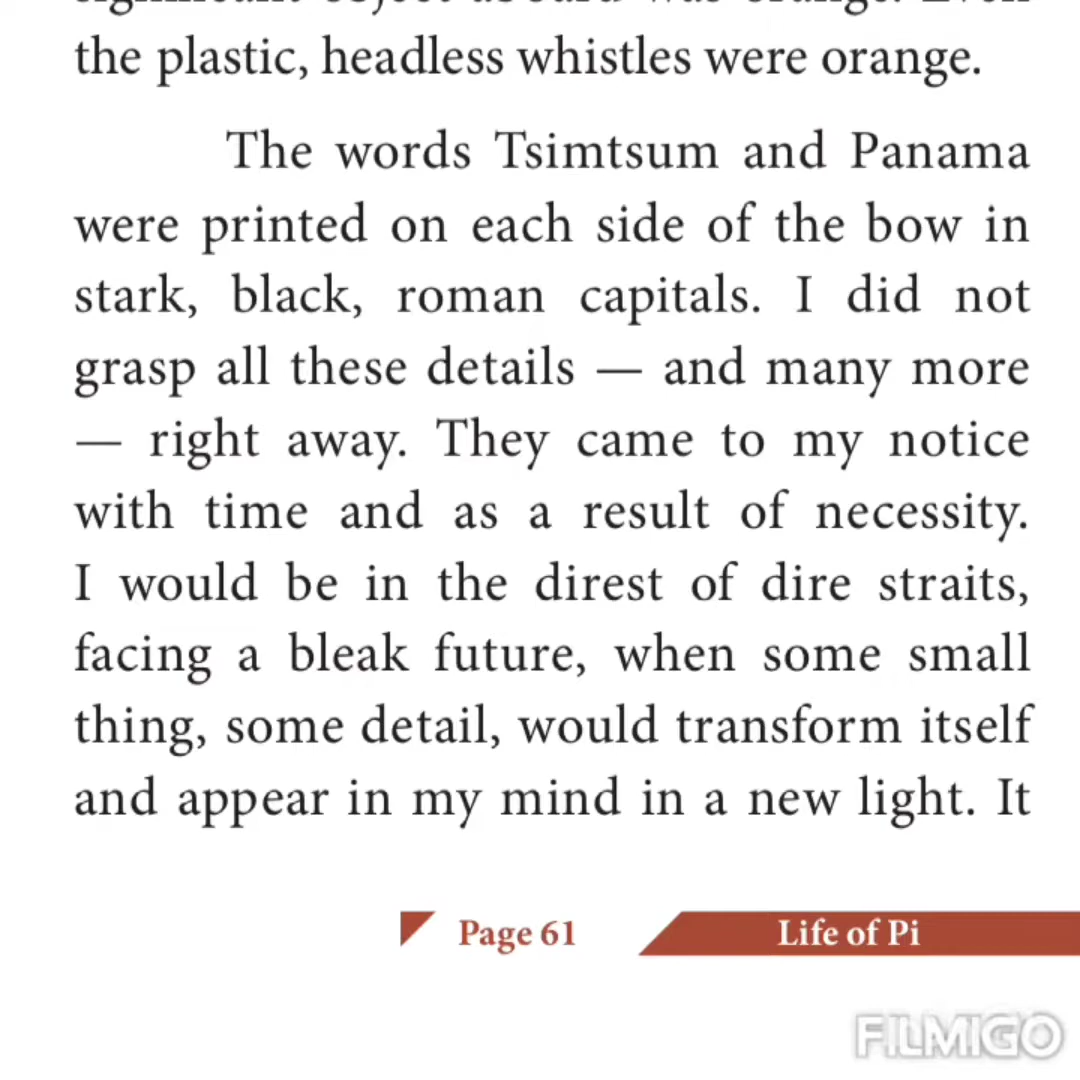 the plastic, headless whistles were orange.
The words Tsimtsum and Panama
were printed on each side of the bow in
stark, black, roman capitals. I did not
grasp all these details — and many more
— right away. They came to my notice
with time and as a result of necessity.
I would be in the direst of dire straits,
facing a bleak future, when some small
thing, some detail, would transform itself
and appear in my mind in a new light. It
Page 61
Life of Pi
FILMIGO